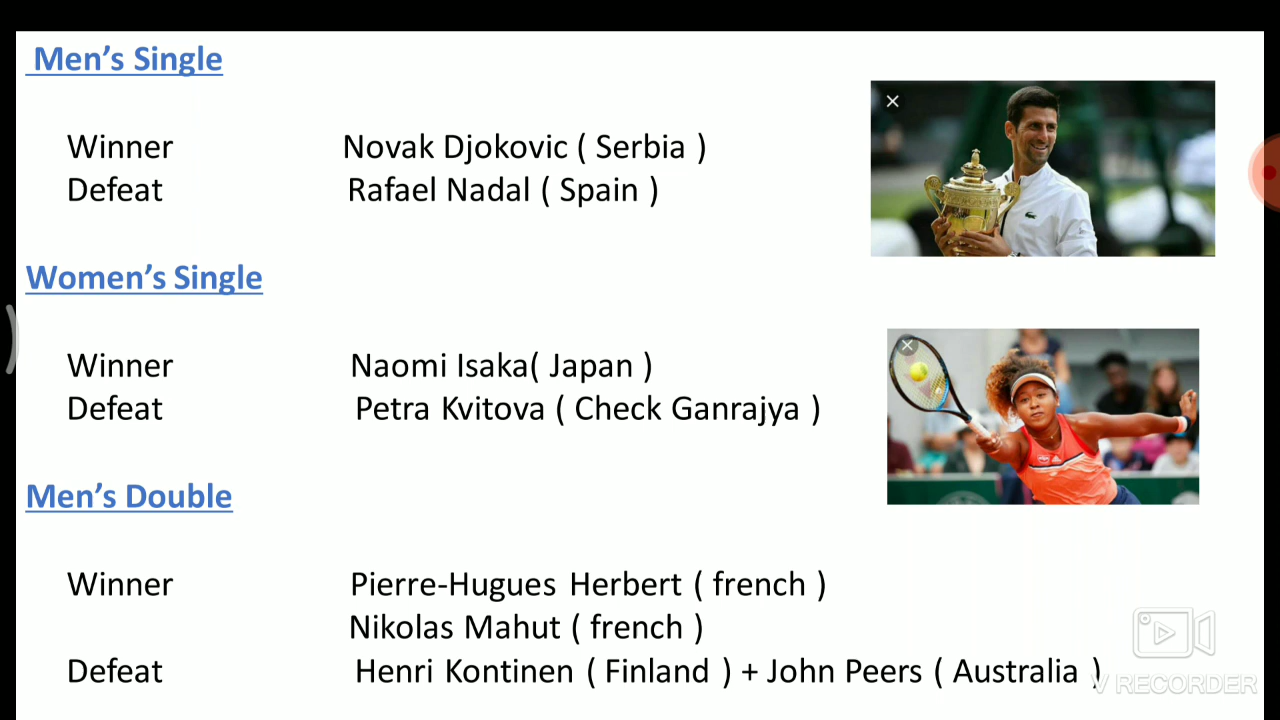 Men’s Single
Winner Novak Djokovic ( Serbia )
Defeat Rafael Nadal ( Spain )
Women’s Single
Winner Naomi Isaka( Japan )
Defeat Petra Kvitova ( Check Ganrajya )
Men’s Double
Winner Pierre-Hugues Herbert ( french )
Nikolas Mahut ( french )
Defeat Henri Kontinen ( Finland ) + John Peers ( Australia )
V RECORDER